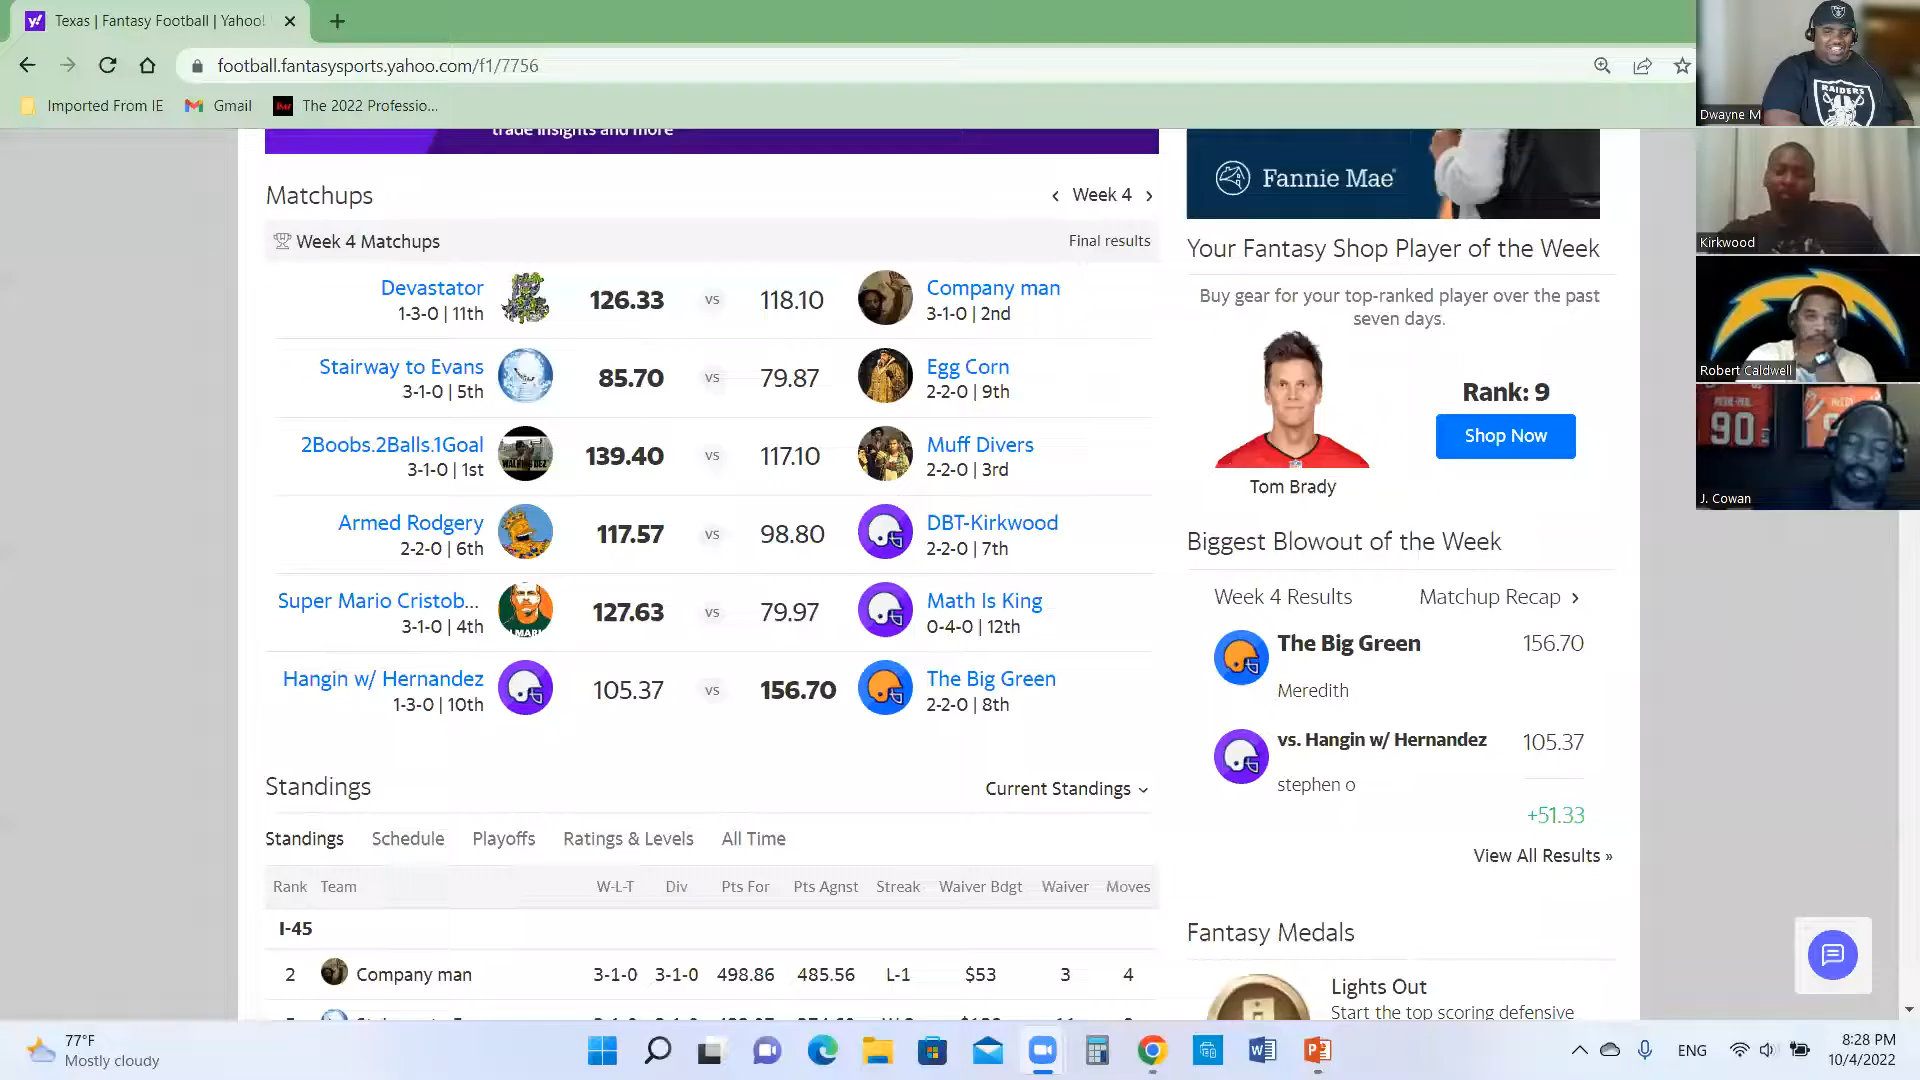 Texas | Fantasy Football | Yahoo!
football.fantasysports.yahoo.com/f1/7756
Imported From IE
Gmail
The 2022 Professio...
trade insights and more
Matchups
Week 4
Week 4 Matchups
Final results
Devastator
1-3-0 | 11th
126.33
vs
118.10
Company man
3-1-0 | 2nd
Stairway to Evans
3-1-0 | 5th
85.70
vs
79.87
Egg Corn
2-2-0 | 9th
2Boobs.2Balls.1Goal
3-1-0 | 1st
139.40
vs
117.10
Muff Divers
2-2-0 | 3rd
Armed Rodgery
2-2-0 | 6th
117.57
vs
98.80
DBT-Kirkwood
2-2-0 | 7th
Super Mario Cristob...
3-1-0 | 4th
127.63
vs
79.97
Math Is King
0-4-0 | 12th
Hangin w/ Hernandez
1-3-0 | 10th
105.37
vs
156.70
The Big Green
2-2-0 | 8th
Standings
Current Standings
Standings Schedule Playoffs Ratings & Levels All Time
Rank Team W-L-T Div Pts For Pts Agnst Streak Waiver Bdgt Waiver Moves
I-45
2 Company man 3-1-0 3-1-0 498.86 485.56 L-1 $53 3 4
Fannie Mae
Your Fantasy Shop Player of the Week
Buy gear for your top-ranked player over the past
seven days.
Rank: 9
Shop Now
Tom Brady
Biggest Blowout of the Week
Week 4 Results
Matchup Recap
The Big Green
156.70
Meredith
vs. Hangin w/ Hernandez
105.37
stephen o
+51.33
View All Results »
Fantasy Medals
Lights Out
Start the top scoring defensive
RAIDERS
Dwayne M
Kirkwood
Robert Caldwell
90
J. Cowan
77°F
Mostly cloudy
ENG
8:28 PM
10/4/2022